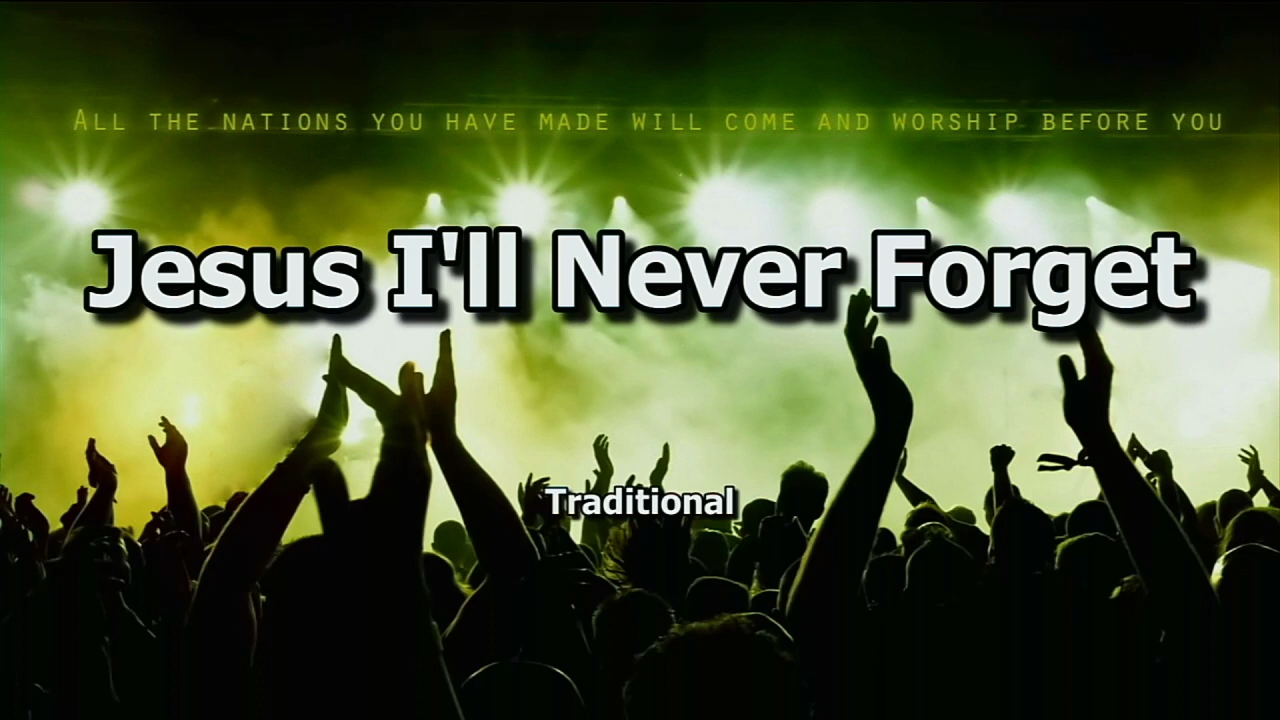 All the nations you have made will come and worship before you
Jesus I'll Never Forget
Traditional